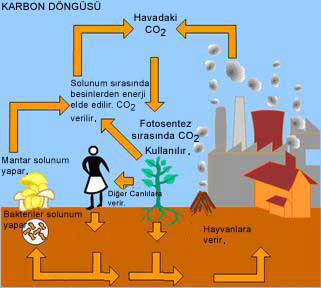 KARBON DÖNGÜSÜ
Havadaki
CO2
Solunum sırasında
besinlerden enerji
elde edilir. CO2
verilir.
Fotosentez
sırasında CO2
Kullanılır.
Mantar solunum
yapar.
Diğer Canlılara
verir.
Bakteriler solunum
yapar.
Hayvanlara
verir.